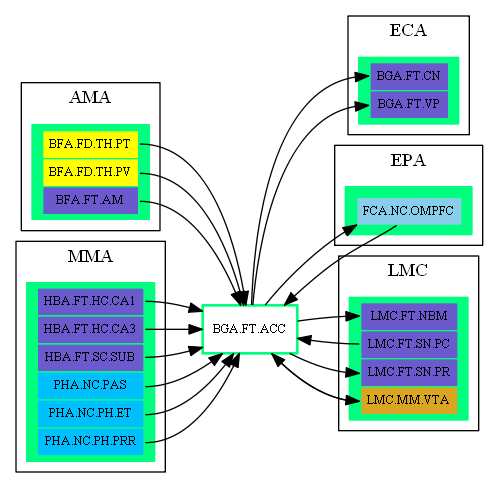 AMA
BFA.FD.TH.PT
BFA.FD.TH.PV
BFA.FT.AM
MMA
HBA.FT.HC.CA1
HBA.FT.HC.CA3
HBA.FT.SC.SUB
PHA.NC.PAS
PHA.NC.PH.ET
PHA.NC.PH.PRR
BGA.FT.ACC
ECA
BGA.FT.CN
BGA.FT.VP
EPA
FCA.NC.OMPFC
LMC
LMC.FT.NBM
LMC.FT.SN.PC
LMC.FT.SN.PR
LMC.MM.VTA